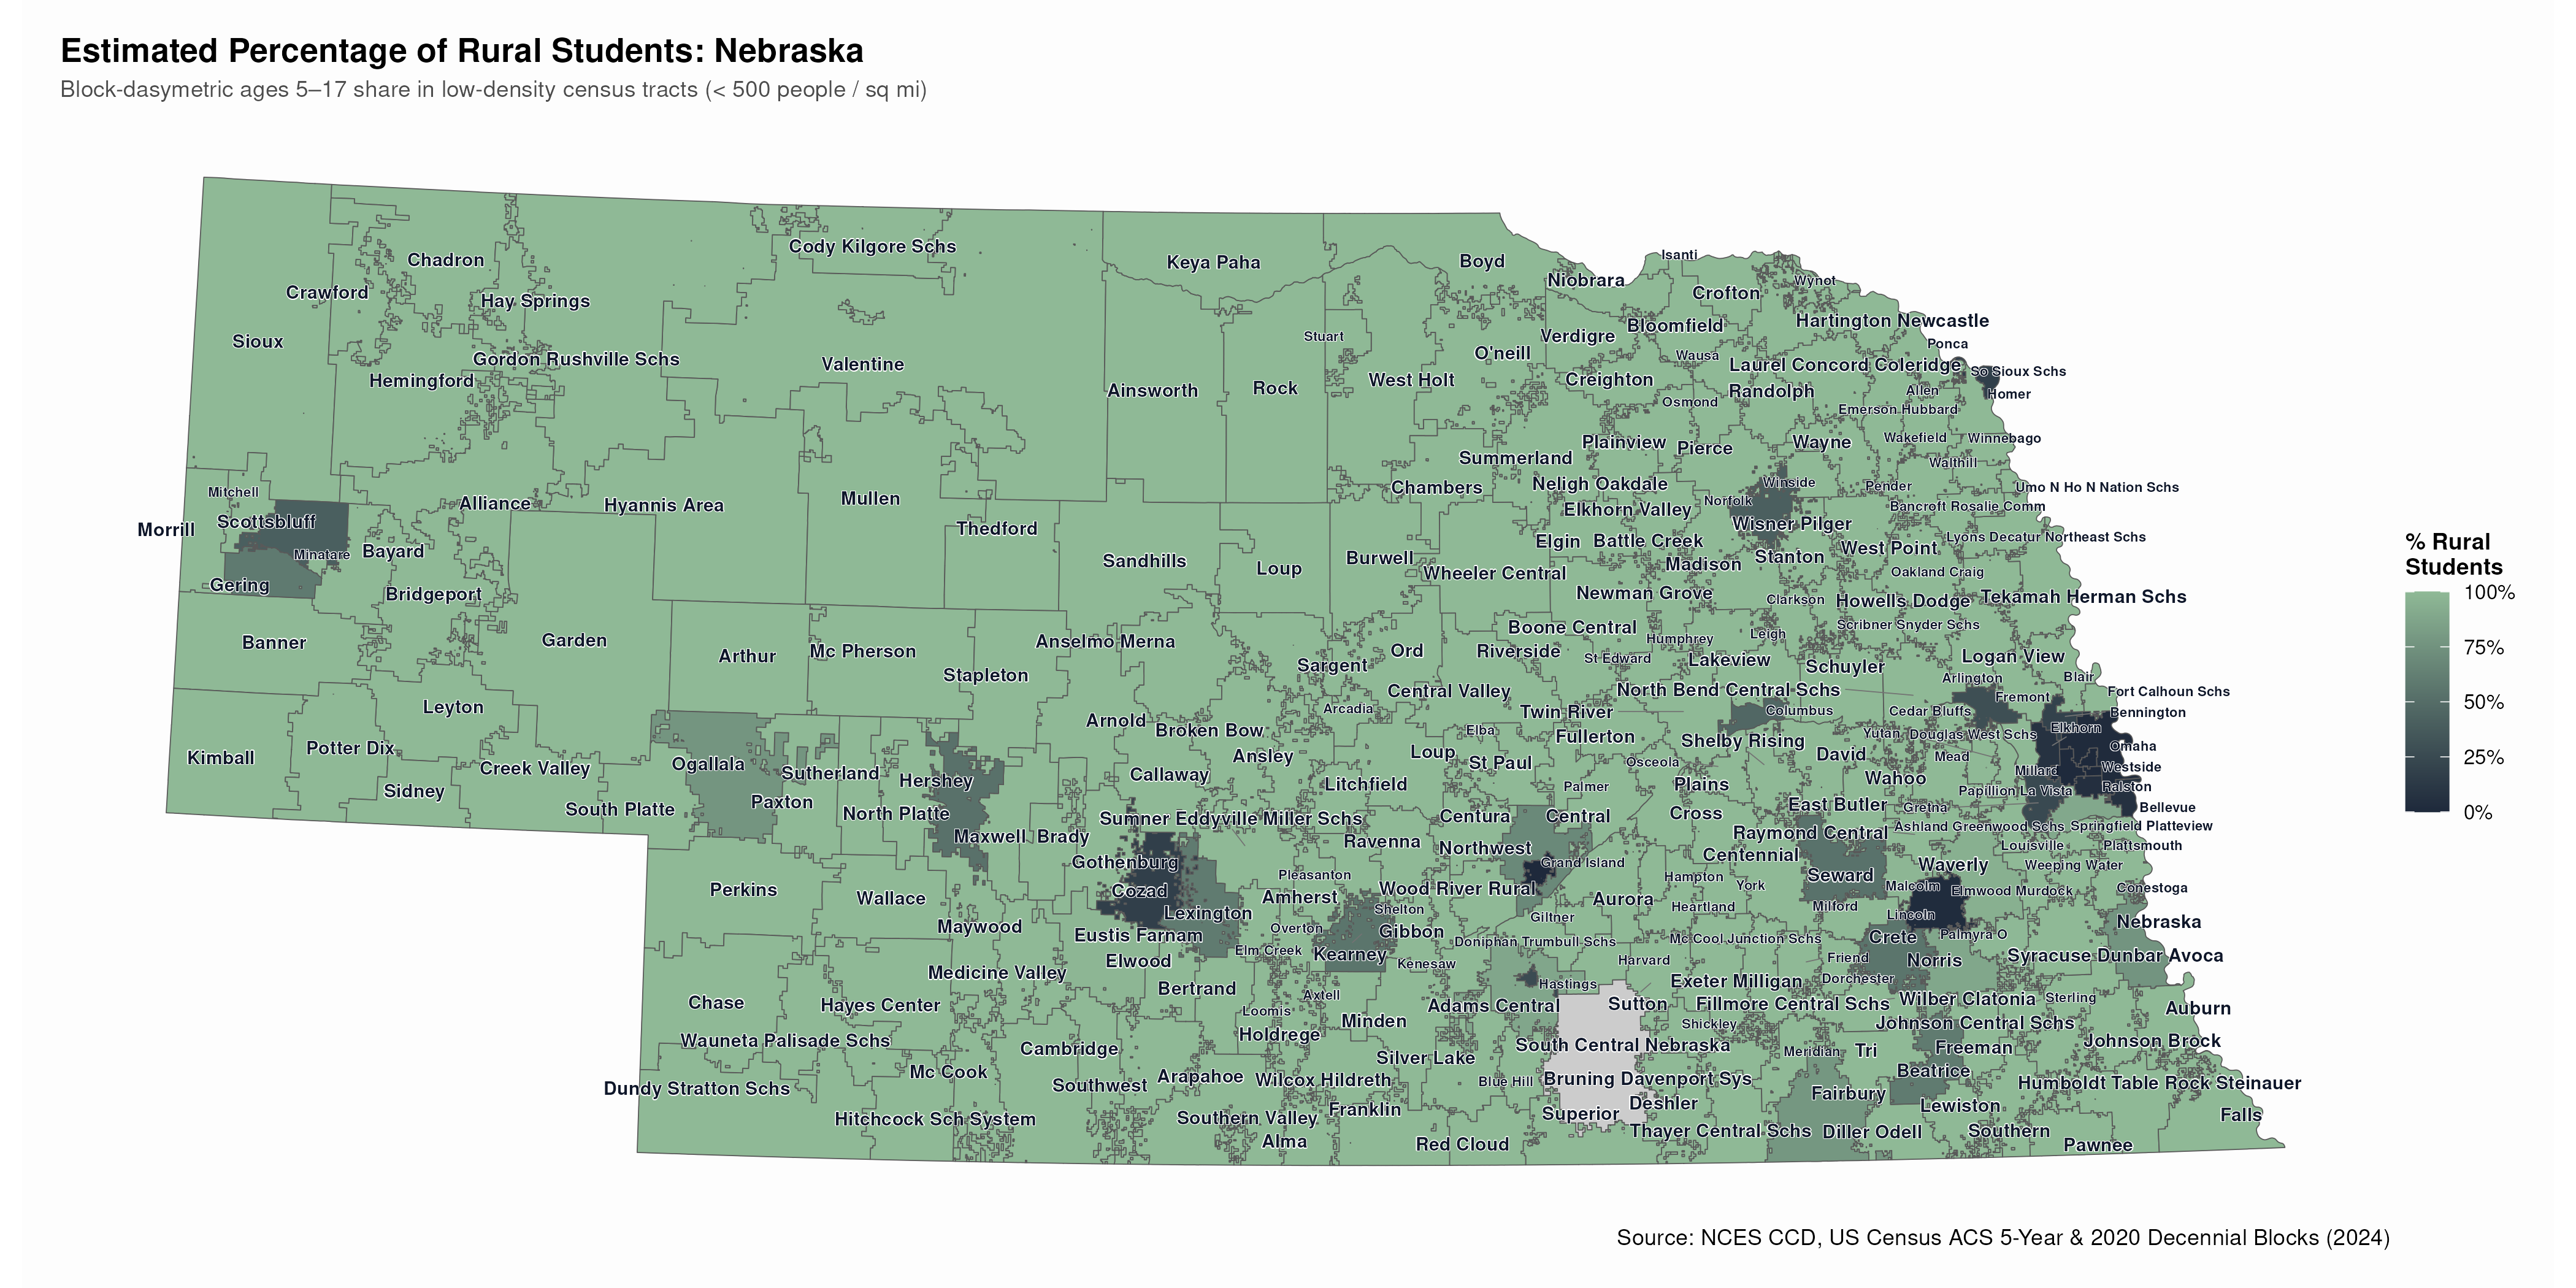 Estimated Percentage of Rural Students: Nebraska
Block-dasymetric ages 5–17 share in low-density census tracts (< 500 people / sq mi)
Cody Kilgore Schs
Chadron
Keya Paha
Boyd
Isanti
Niobrara
Wynot
Crawford
Hay Springs
Crofton
Sioux
Stuart
Verdigre
Bloomfield
Hartington Newcastle
Ponca
Gordon Rushville Schs
Valentine
O'neill
Wausa
Laurel Concord Coleridge
So Sioux Schs
Hemingford
Ainsworth
Rock
West Holt
Creighton
Randolph
Allen
Homer
Osmond
Emerson Hubbard
Plainview
Pierce
Wayne
Wakefield
Winnebago
Summerland
Walthill
Mitchell
Alliance
Hyannis Area
Mullen
Chambers
Neligh Oakdale
Winside
Pender
Umo N Ho N Nation Schs
Norfolk
Elkhorn Valley
Bancroft Rosalie Comm
Morrill
Scottsbluff
Thedford
Wisner Pilger
Minatare
Bayard
Elgin
Battle Creek
West Point
Lyons Decatur Northeast Schs
Sandhills
Loup
Burwell
Wheeler Central
Madison
Stanton
Oakland Craig
Gering
Bridgeport
Newman Grove
Clarkson
Howells Dodge
Tekamah Herman Schs
Banner
Garden
Arthur
Mc Pherson
Anselmo Merna
Boone Central
Humphrey
Leigh
Scribner Snyder Schs
Stapleton
Sargent
Ord
Riverside
St Edward
Lakeview
Schuyler
Logan View
Leyton
Central Valley
North Bend Central Schs
Arlington
Blair
Fort Calhoun Schs
Arnold
Broken Bow
Arcadia
Twin River
Columbus
Cedar Bluffs
Fremont
Bennington
Kimball
Potter Dix
Ansley
Elba
Fullerton
Shelby Rising
Yutan
Douglas West Schs
Elkhorn
Omaha
Creek Valley
Ogallala
Sutherland
Hershey
Callaway
Loup
St Paul
Osceola
David
Mead
Millard
Westside
Sidney
South Platte
Paxton
North Platte
Litchfield
Palmer
Plains
Wahoo
Papillion La Vista
Ralston
Sumner Eddyville Miller Schs
Centura
Central
Cross
East Butler
Gretna
Bellevue
Maxwell
Brady
Ravenna
Northwest
Raymond Central
Ashland Greenwood Schs
Springfield Platteview
Gothenburg
Grand Island
Centennial
Louisville
Plattsmouth
Perkins
Wallace
Cozad
Pleasanton
Wood River Rural
Hampton
York
Seward
Waverly
Weeping Water
Malcolm
Elmwood Murdock
Conestoga
Lexington
Amherst
Shelton
Aurora
Heartland
Milford
Lincoln
Maywood
Eustis Farnam
Overton
Gibbon
Giltner
Nebraska
Elwood
Elm Creek
Kearney
Kenesaw
Doniphan Trumbull Schs
Mc Cool Junction Schs
Crete
Palmyra O
Medicine Valley
Harvard
Friend
Norris
Syracuse Dunbar Avoca
Chase
Hayes Center
Bertrand
Axtell
Hastings
Exeter Milligan
Dorchester
Loomis
Minden
Adams Central
Sutton
Fillmore Central Schs
Wilber Clatonia
Sterling
Auburn
Wauneta Palisade Schs
Cambridge
Holdrege
Silver Lake
South Central Nebraska
Shickley
Meridian
Tri
Johnson Central Schs
Freeman
Johnson Brock
Dundy Stratton Schs
Mc Cook
Southwest
Arapahoe
Wilcox Hildreth
Blue Hill
Bruning Davenport Sys
Beatrice
Humboldt Table Rock Steinauer
Hitchcock Sch System
Southern Valley
Franklin
Superior
Deshler
Fairbury
Lewiston
Falls
Alma
Red Cloud
Thayer Central Schs
Diller Odell
Southern
Pawnee
% Rural
Students
100%
75%
50%
25%
0%
Source: NCES CCD, US Census ACS 5-Year & 2020 Decennial Blocks (2024)